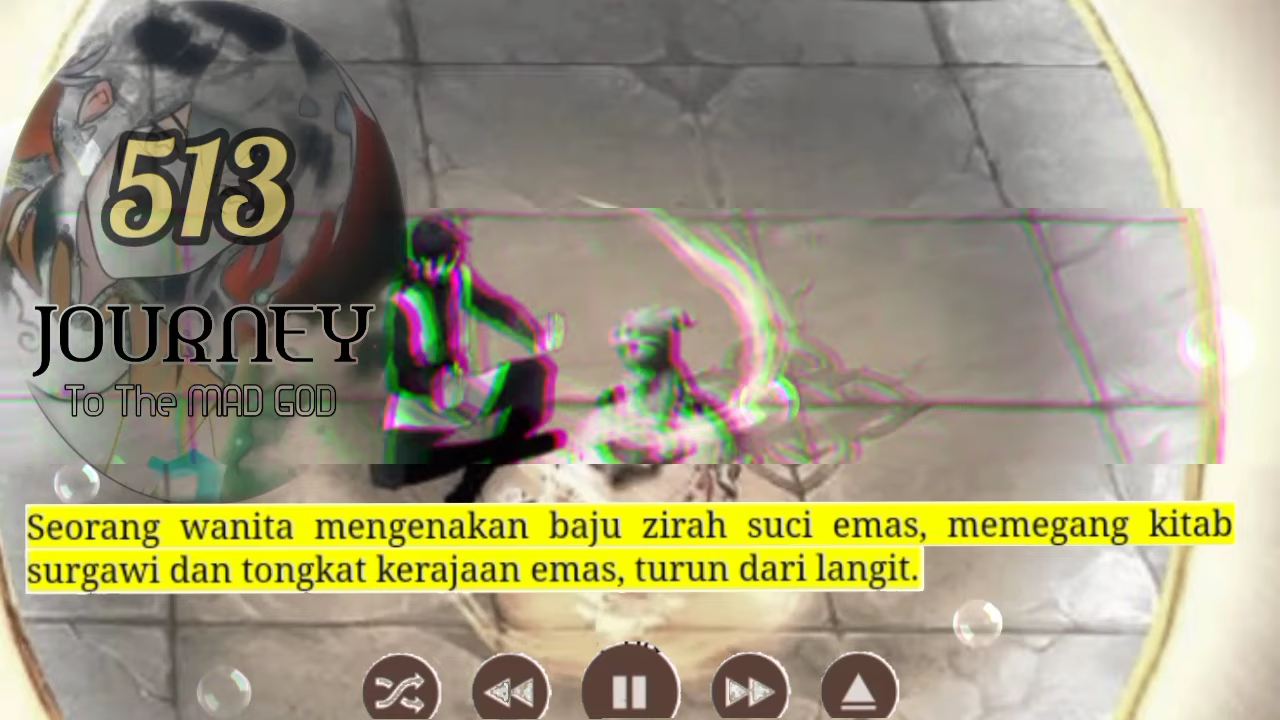 513
JOURNEY
To The MAD GOD
Seorang wanita mengenakan baju zirah suci emas, memegang kitab
surgawi dan tongkat kerajaan emas, turun dari langit.